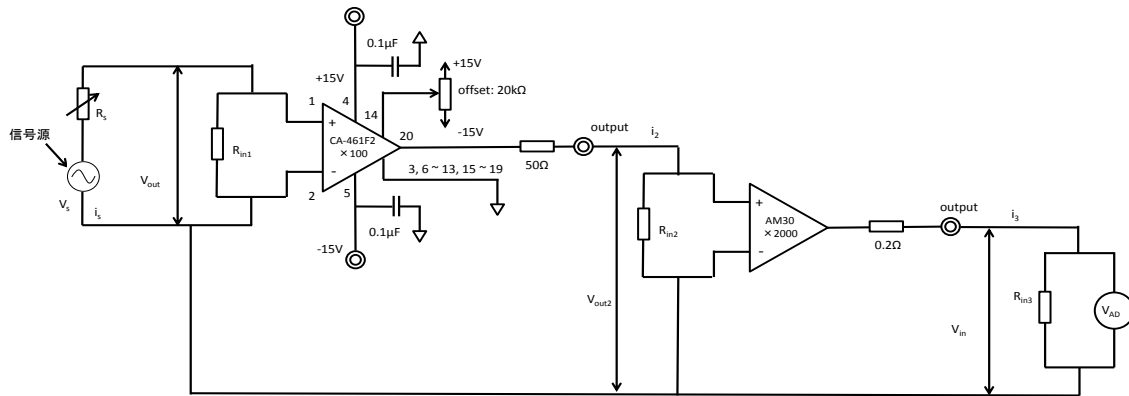 0.1μF
+15V
+15V
1
4
14
offset: 20kΩ
Rs
信号源
Rin1
+
CA-461F2
×100
-
20
-15V
50Ω
output
i2
Vout
3, 6 ~ 13, 15 ~ 19
Vs
is
2
5
0.1μF
-15V
+
AM30
×2000
-
Rin2
0.2Ω
output
i3
Vout2
Vin
Rin3
VAD